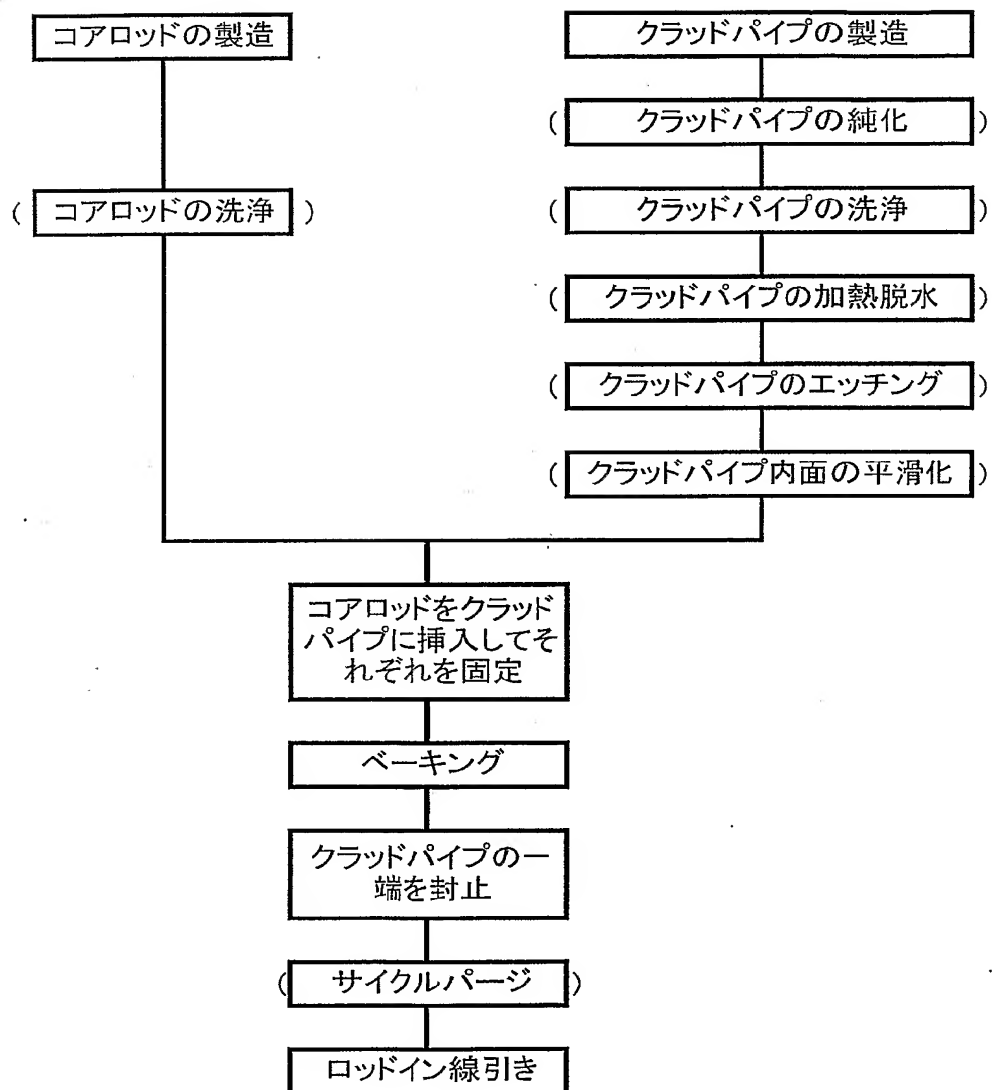 コアロッドの製造
(コアロッドの洗浄)
クラッドパイプの製造
(クラッドパイプの純化)
(クラッドパイプの洗浄)
(クラッドパイプの加熱脱水)
(クラッドパイプのエッチング)
(クラッドパイプ内面の平滑化)
コアロッドをクラッド
パイプに挿入してそ
れぞれを固定
ベーキング
クラッドパイプの一
端を封止
(サイクルパージ)
ロッドイン線引き